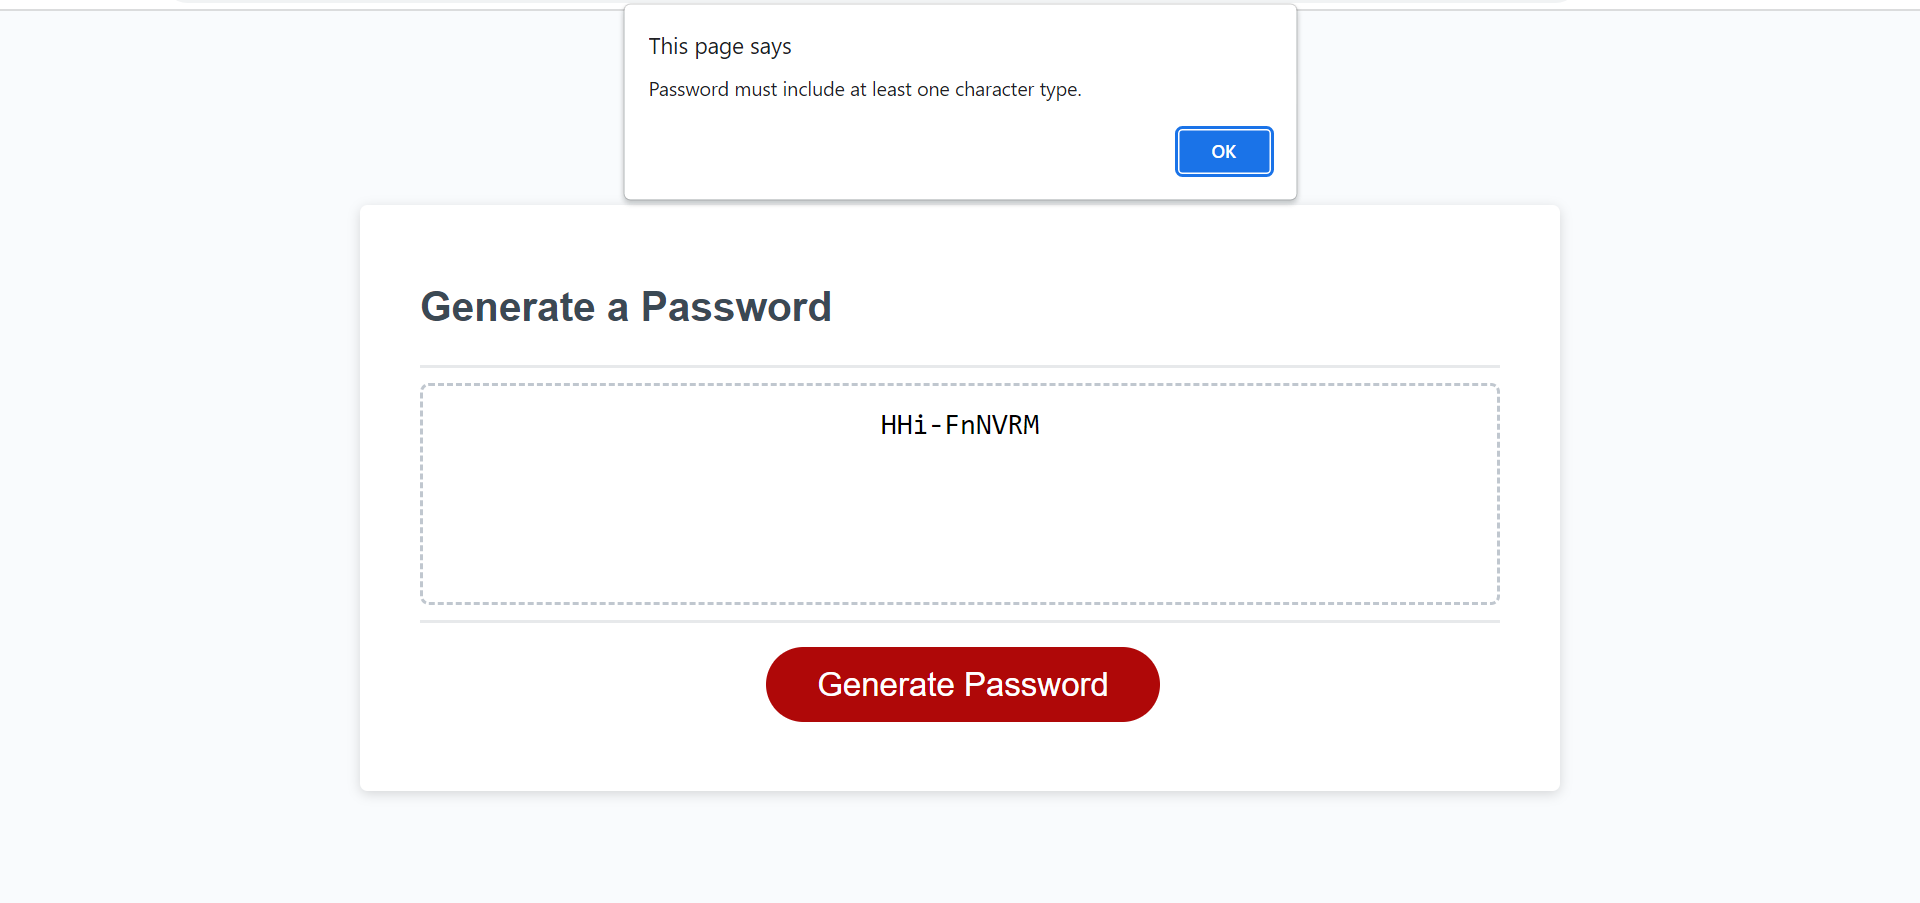 This page says
Password must include at least one character type.
OK
Generate a Password
HHi-FnNVRM
Generate Password